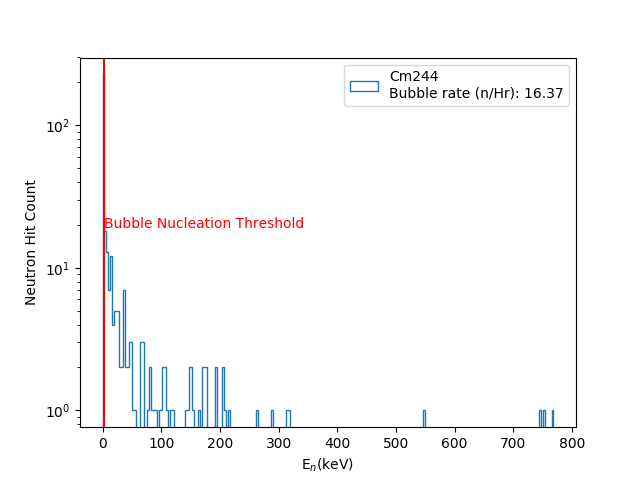 Cm244
Bubble rate (n/Hr): 16.37
Bubble Nucleation Threshold
Neutron Hit Count
10²
10¹
10⁰
0 100 200 300 400 500 600 700 800
Eₙ(keV)